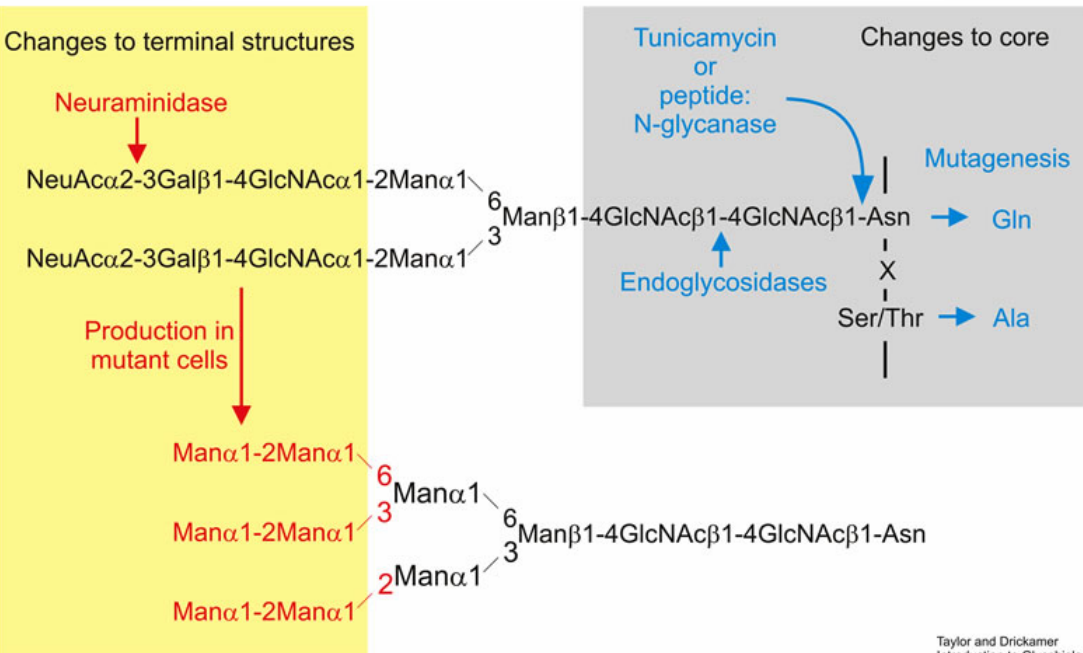 Changes to terminal structures
Neuraminidase
NeuAcα2-3Galβ1-4GlcNAcα1-2Manα1
6
3
NeuAcα2-3Galβ1-4GlcNAcα1-2Manα1
Manβ1-4GlcNAcβ1-4GlcNAcβ1-Asn
Tunicamycin
or
peptide:
N-glycanase
Changes to core
Mutagenesis
Gln
Endoglycosidases
X
Ser/Thr
Ala
Production in
mutant cells
Manα1-2Manα1
6
Manα1
3
Manα1-2Manα1
6
Manβ1-4GlcNAcβ1-4GlcNAcβ1-Asn
3
Manα1
2
Manα1-2Manα1
Taylor and Drickamer